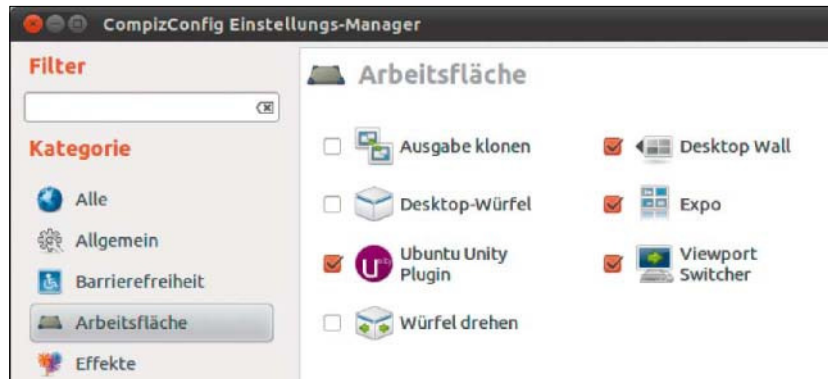 CompizConfig Einstellungs-Manager
Filter
Kategorie
Alle
Allgemein
Barrierefreiheit
Arbeitsfläche
Effekte
Arbeitsfläche
Ausgabe klonen
Desktop Wall
Desktop-Würfel
Expo
Ubuntu Unity
Plugin
Viewport
Switcher
Würfel drehen